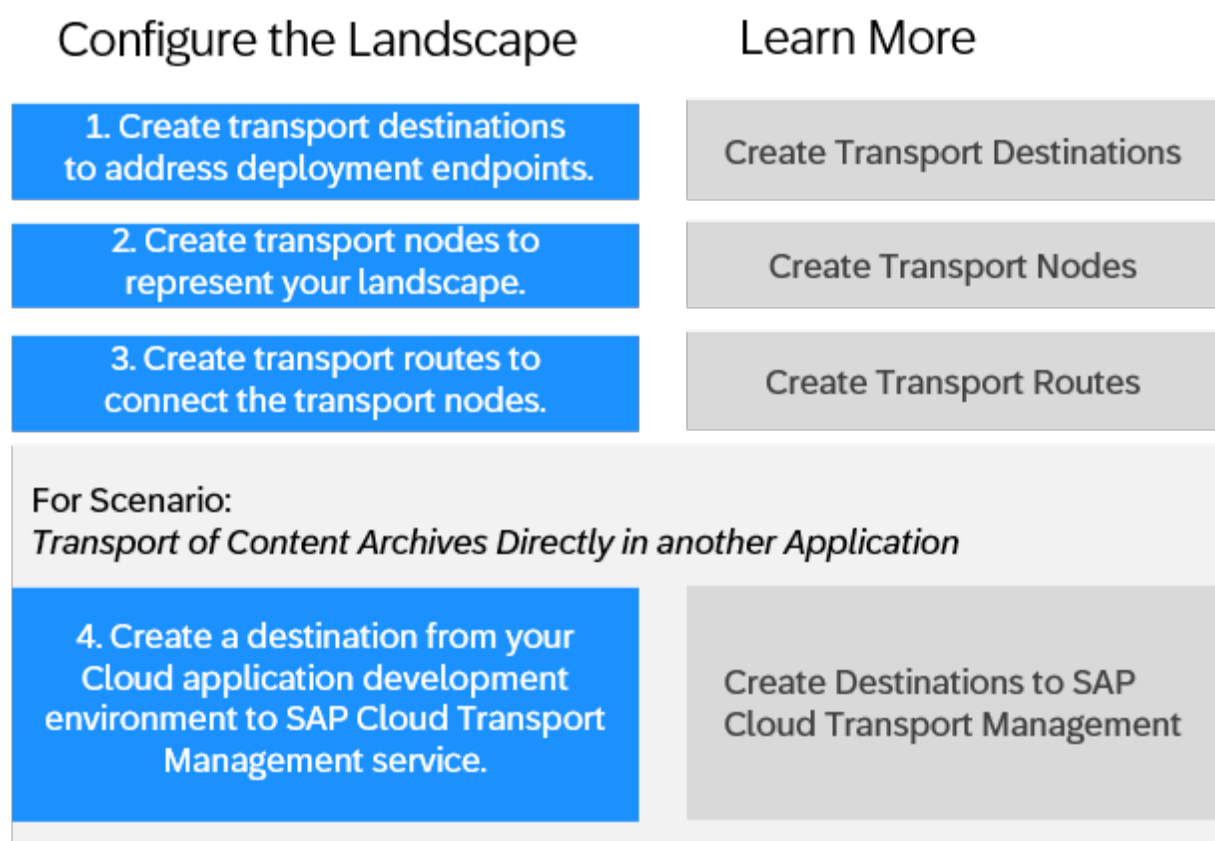 Configure the Landscape
Learn More
1. Create transport destinations
to address deployment endpoints.
Create Transport Destinations
2. Create transport nodes to
represent your landscape.
Create Transport Nodes
3. Create transport routes to
connect the transport nodes.
Create Transport Routes
For Scenario:
Transport of Content Archives Directly in another Application
4. Create a destination from your
Cloud application development
environment to SAP Cloud Transport
Management service.
Create Destinations to SAP
Cloud Transport Management